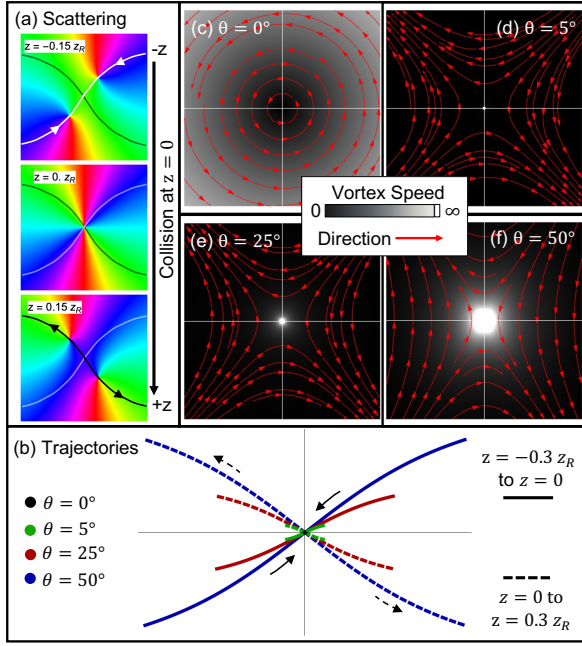 (a) Scattering
z = −0.15 z_R
-z
z = 0. z_R
Collision at z = 0
z = 0.15 z_R
+z
(c) θ = 0°
(d) θ = 5°
Vortex Speed
0 ∞
Direction
(e) θ = 25°
(f) θ = 50°
(b) Trajectories
θ = 0°
θ = 5°
θ = 25°
θ = 50°
z = −0.3 z_R
to z = 0
z = 0 to
z = 0.3 z_R